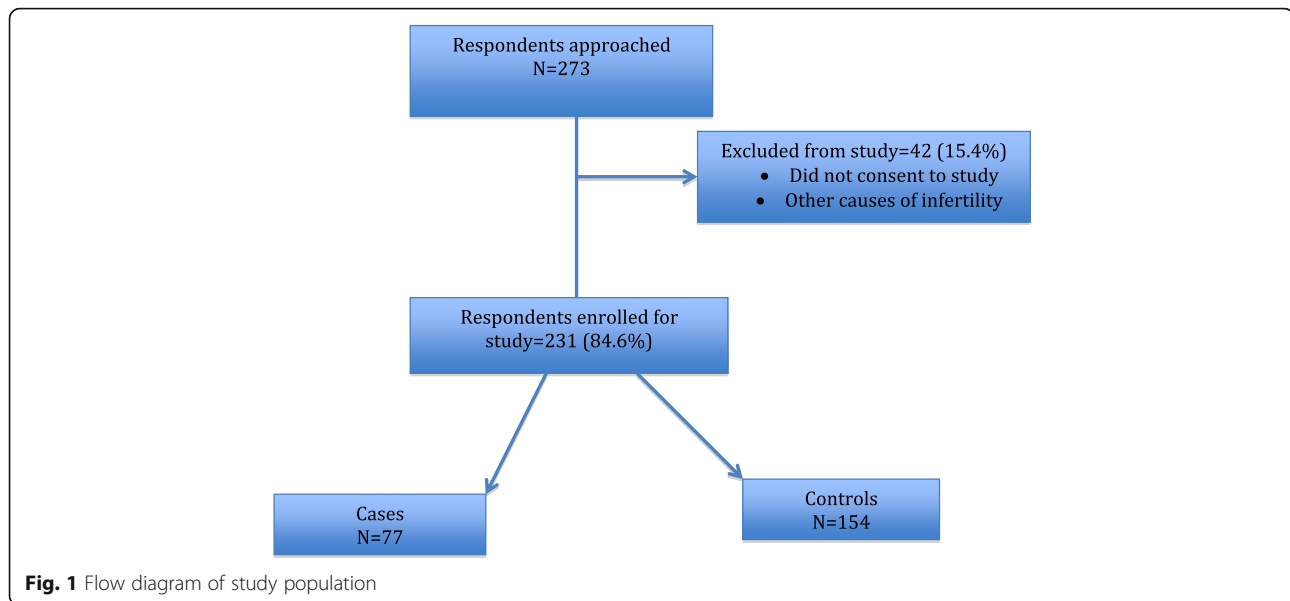 Respondents approached
N=273
Excluded from study=42 (15.4%)
• Did not consent to study
• Other causes of infertility
Respondents enrolled for
study=231 (84.6%)
Cases
N=77
Controls
N=154
Fig. 1 Flow diagram of study population